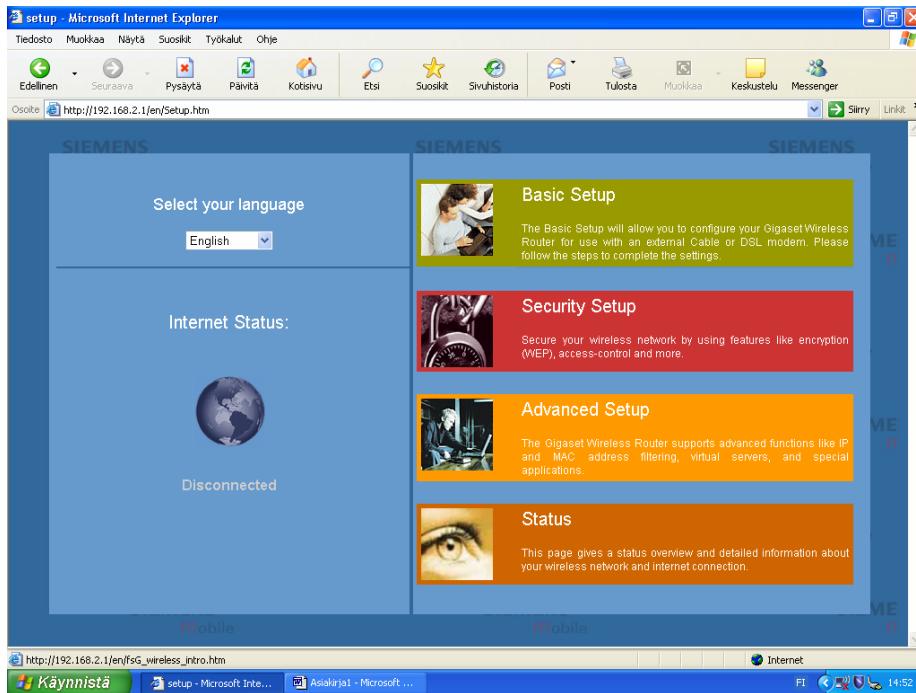 setup - Microsoft Internet Explorer
Tiedosto Muokkaa Näytä Suosikit Työkalut Ohje
Edellinen Seuraava Pysäytä Päivitä Kotisivu Etsi Suosikit Sivuhistoria Posti Tulosta Muokkaa Keskustelu Messenger
Osoite http://192.168.2.1/en/Setup.htm Siirry Linkit
SIEMENS SIEMENS SIEMENS
Select your language
English
Internet Status:
Disconnected
Basic Setup
The Basic Setup will allow you to configure your Gigaset Wireless
Router for use with an external Cable or DSL modem. Please
follow the steps to complete the settings.
Security Setup
Secure your wireless network by using features like encryption
(WEP), access-control and more.
Advanced Setup
The Gigaset Wireless Router supports advanced functions like IP
and MAC address filtering, virtual servers, and special
applications.
Status
This page gives a status overview and detailed information about
your wireless network and internet connection.
ME
ME
ME
mobile mobile
http://192.168.2.1/en/fsG_wireless_intro.htm Internet
Käynnistä setup - Microsoft Inte... Asiakirja1 - Microsoft ... FI 14:52